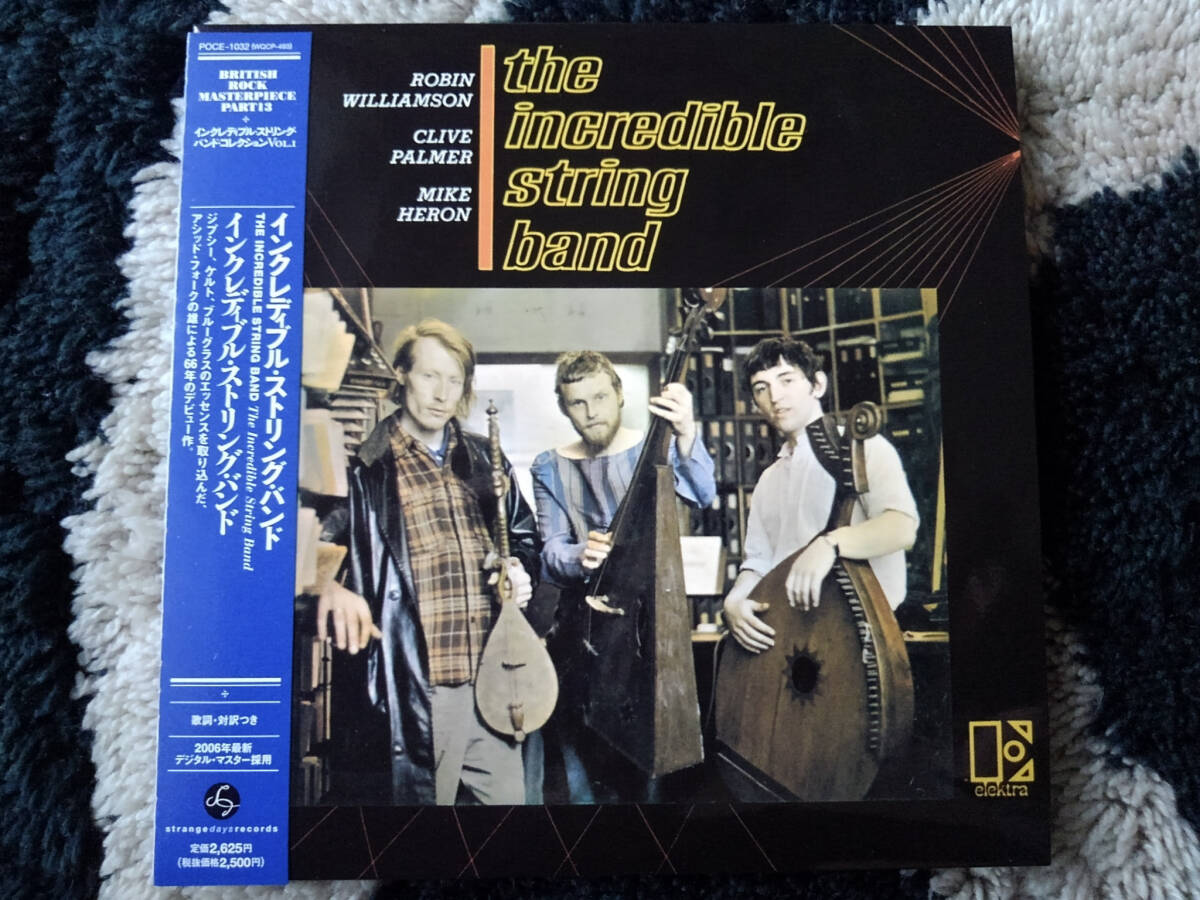 POCE-1032 (WQCP-493)
BRITISH
ROCK
MASTERPIECE
PART13
インクレディブル・ストリング・
バンド・コレクションVOL.1
インクレディブル・ストリング・バンド
THE INCREDIBLE STRING BAND The Incredible String Band
インクレディブル・ストリング・バンド
ジプシー、ケルト、ブルーグラスのエッセンスを取り込んだ、
アシッド・フォークの雄による66年のデビュー作。
歌詞・対訳つき
2006年最新
デジタル・マスター採用
strangedaysrecords
定価2,625円
(税抜価格2,500円)
ROBIN
WILLIAMSON
CLIVE
PALMER
MIKE
HERON
the
incredible
string
band
elektra